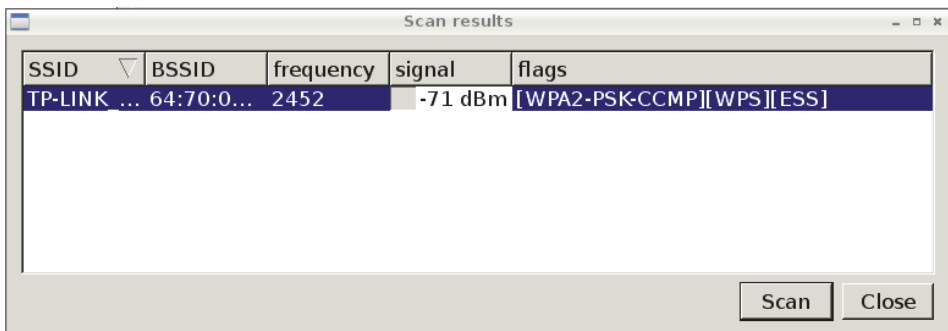 Scan results
SSID BSSID frequency signal flags
TP-LINK_... 64:70:0... 2452 -71 dBm [WPA2-PSK-CCMP][WPS][ESS]
Scan Close